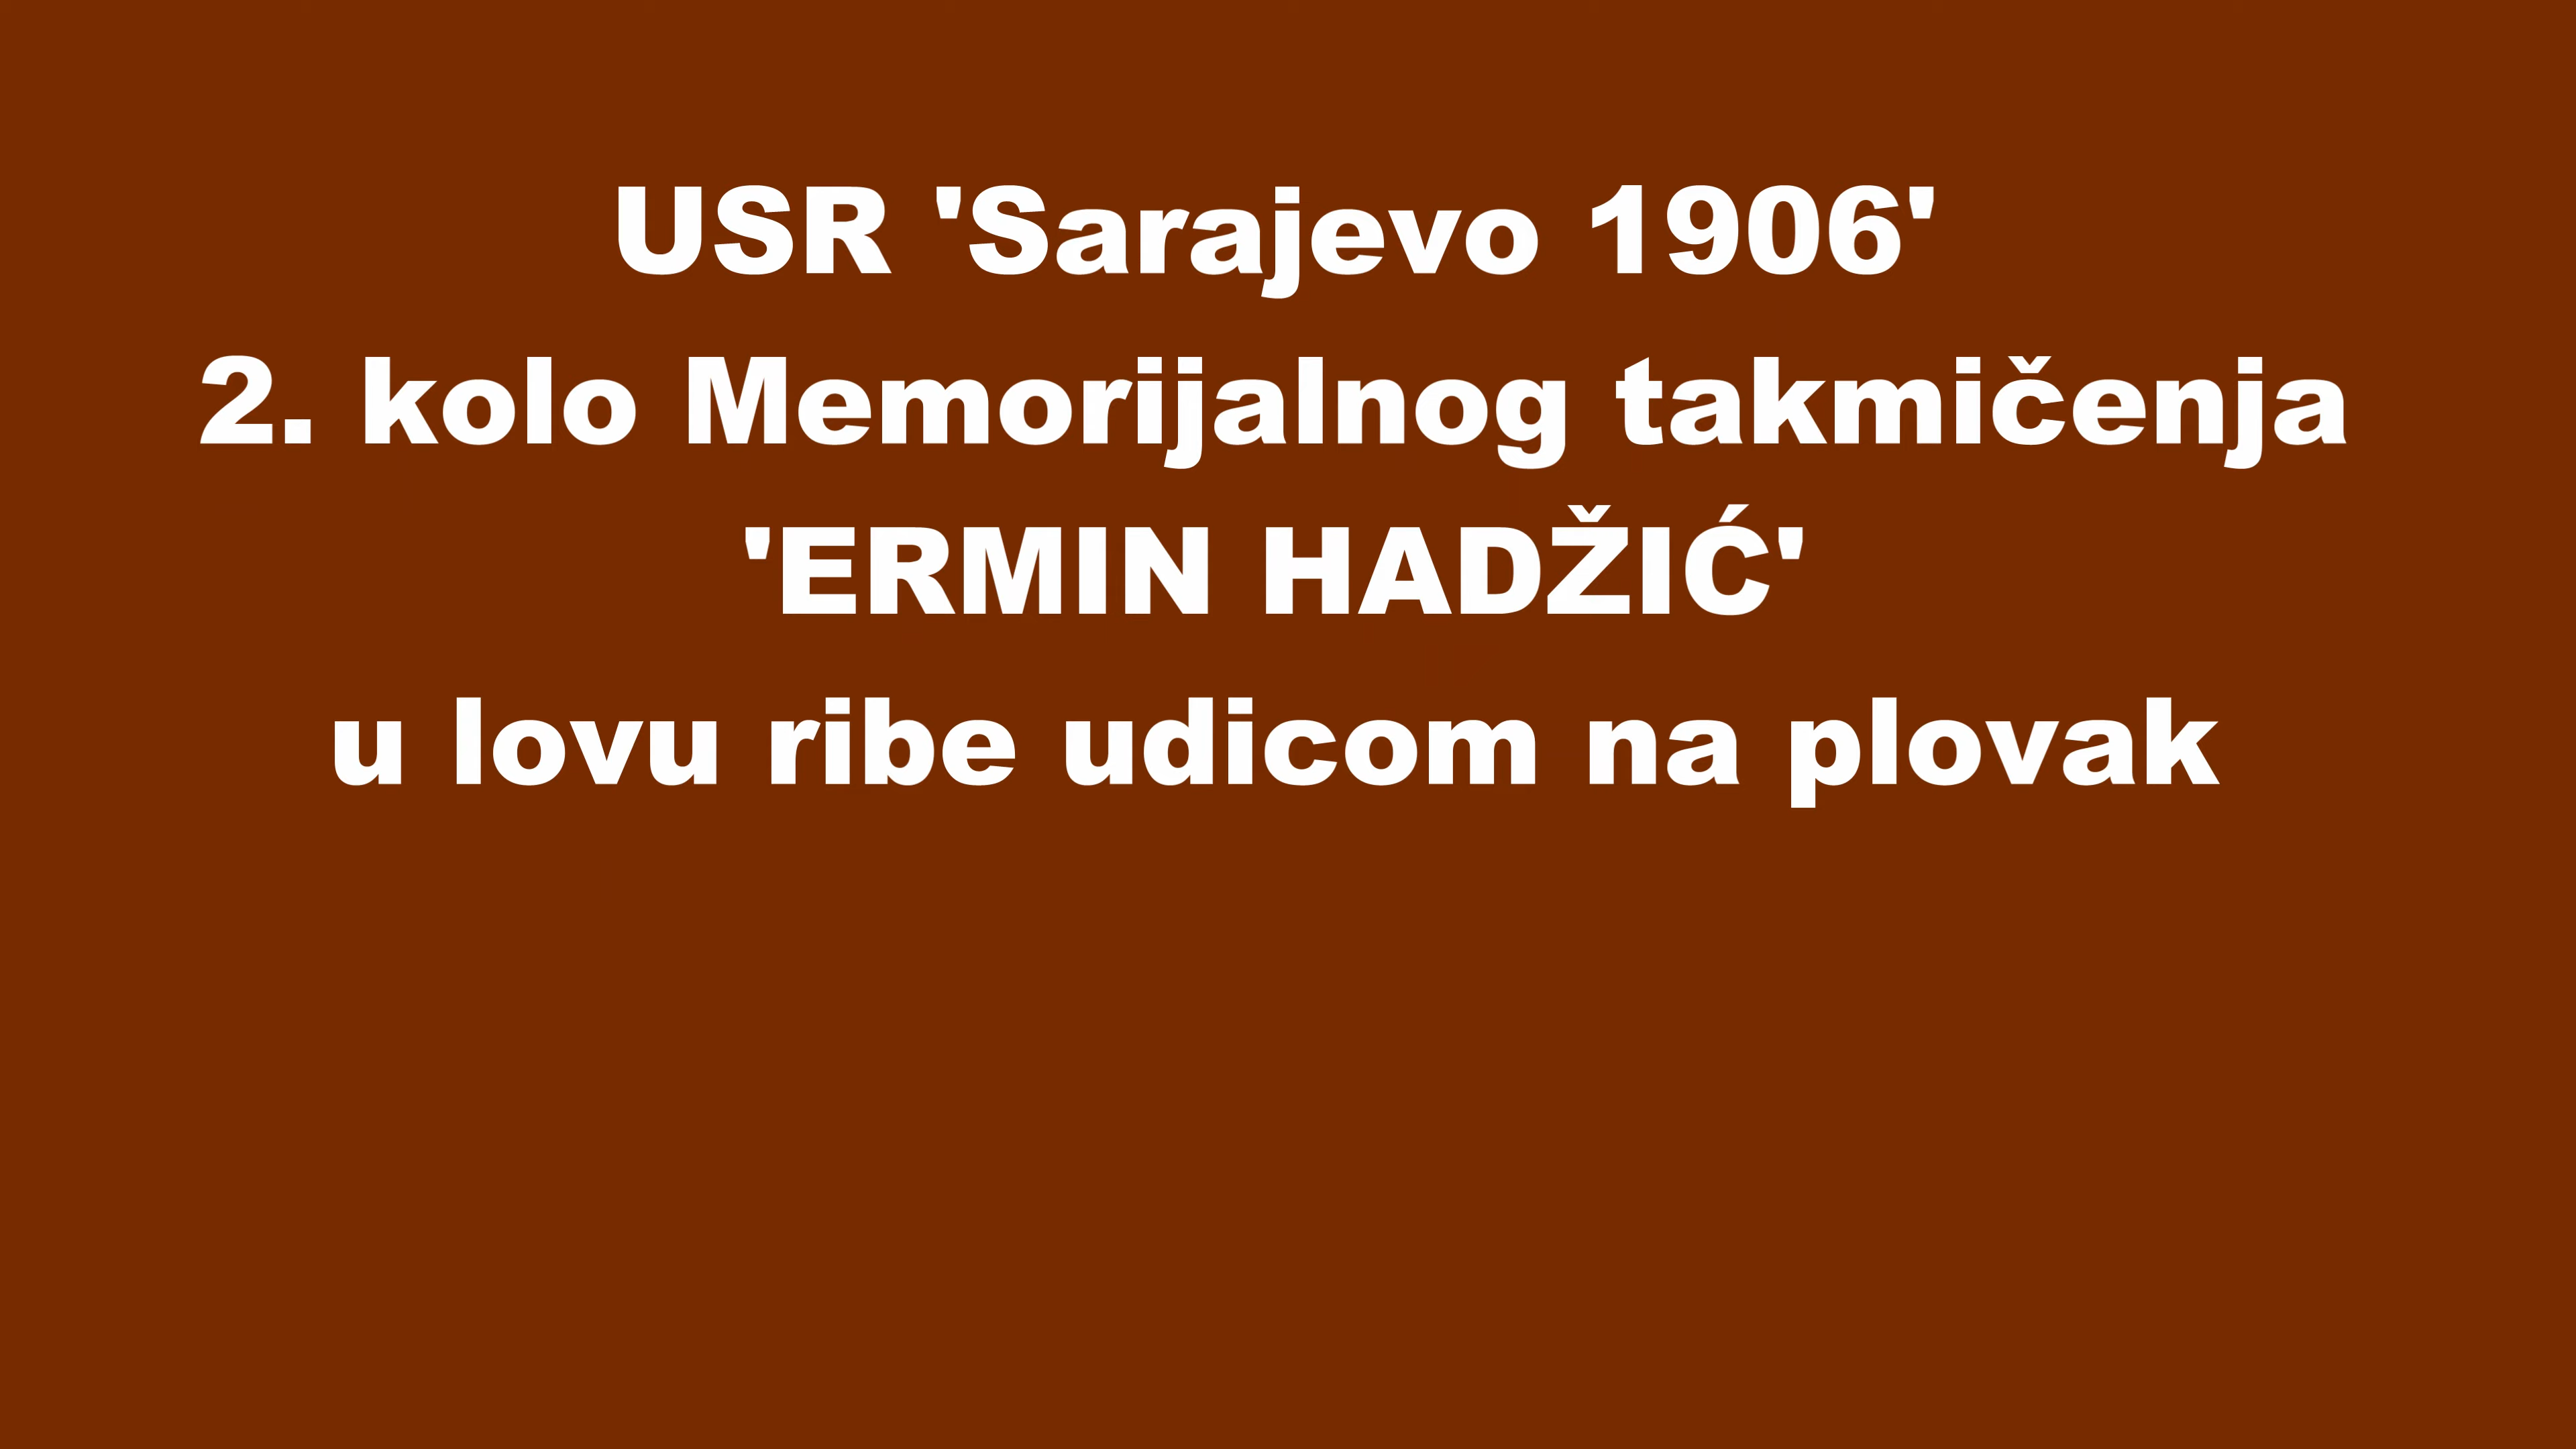 USR 'Sarajevo 1906'
2. kolo Memorijalnog takmičenja
'ERMIN HADŽIĆ'
u lovu ribe udicom na plovak